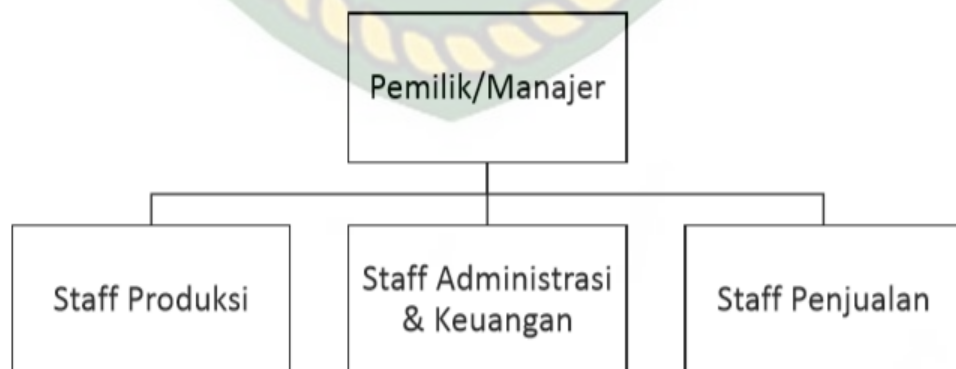 Pemilik/Manajer
Staff Produksi
Staff Administrasi
& Keuangan
Staff Penjualan